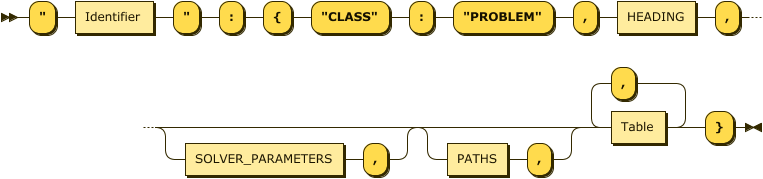 " Identifier " : { "CLASS" : "PROBLEM" , HEADING ,
,
SOLVER_PARAMETERS , PATHS , Table }